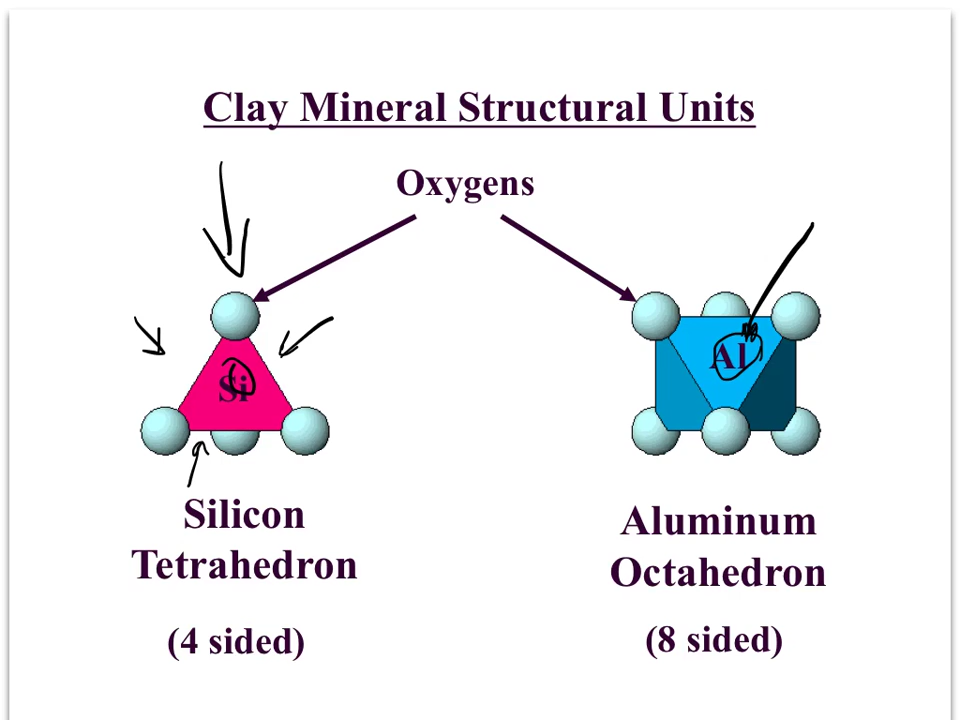 Clay Mineral Structural Units
Oxygens
Si
Al
Silicon
Tetrahedron
Aluminum
Octahedron
(4 sided)
(8 sided)